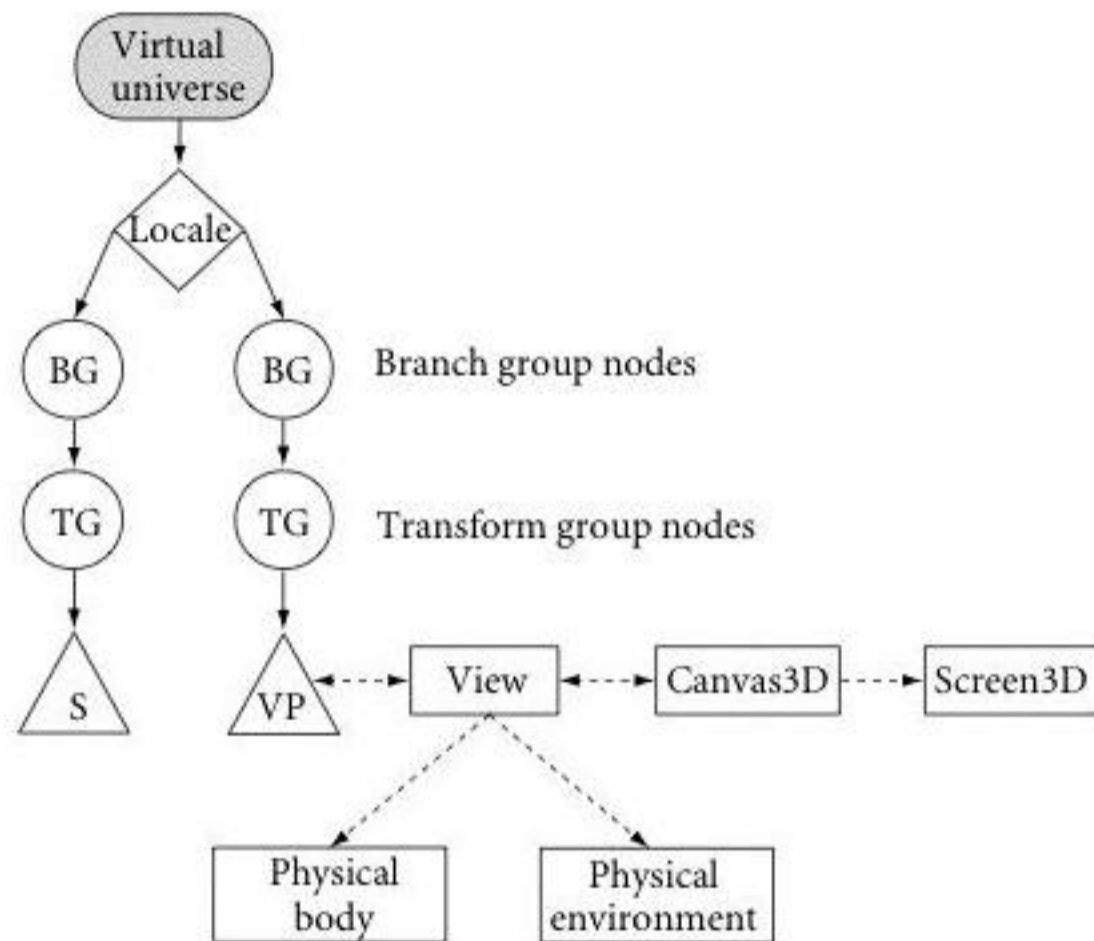 Virtual
universe
Locale
BG
BG
Branch group nodes
TG
TG
Transform group nodes
S
VP
View
Canvas3D
Screen3D
Physical
body
Physical
environment